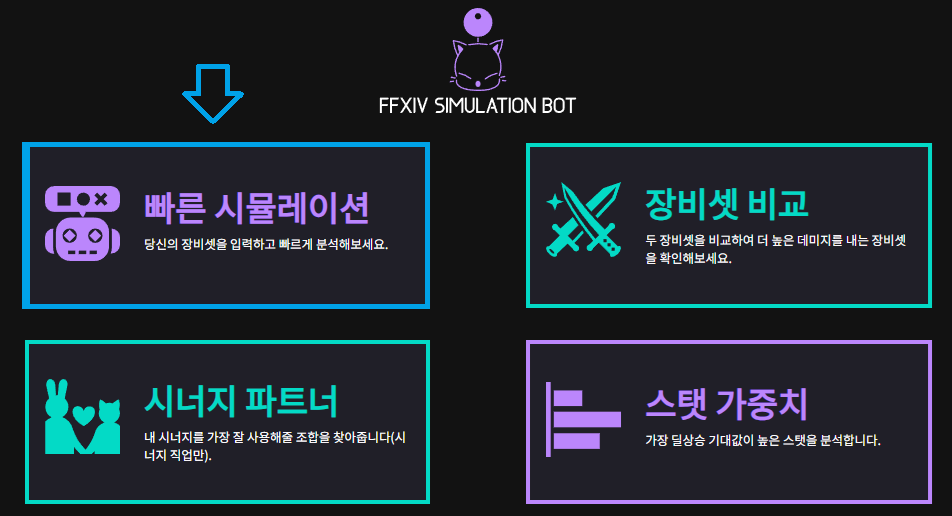 FFXIV SIMULATION BOT
빠른 시뮬레이션
당신의 장비셋을 입력하고 빠르게 분석해보세요.
장비셋 비교
두 장비셋을 비교하여 더 높은 데미지를 내는 장비셋
을 확인해보세요.
시너지 파트너
내 시너지를 가장 잘 사용해줄 조합을 찾아줍니다(시
너지 직업만).
스탯 가중치
가장 딜상승 기대값이 높은 스탯을 분석합니다.